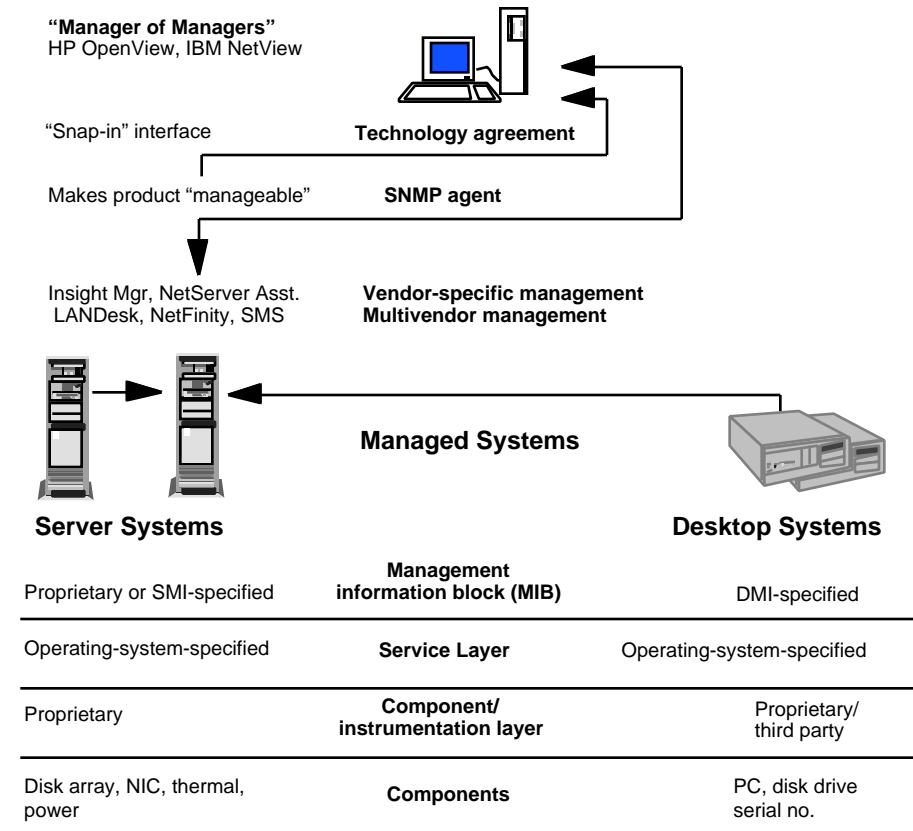 “Manager of Managers”
HP OpenView, IBM NetView
“Snap-in” interface
Technology agreement
Makes product “manageable”
SNMP agent
Insight Mgr, NetServer Asst.
LANDesk, NetFinity, SMS
Vendor-specific management
Multivendor management
Managed Systems
Server Systems
Desktop Systems
Proprietary or SMI-specified
Management
information block (MIB)
DMI-specified
Operating-system-specified
Service Layer
Operating-system-specified
Proprietary
Component/
instrumentation layer
Proprietary/
third party
Disk array, NIC, thermal,
power
Components
PC, disk drive
serial no.